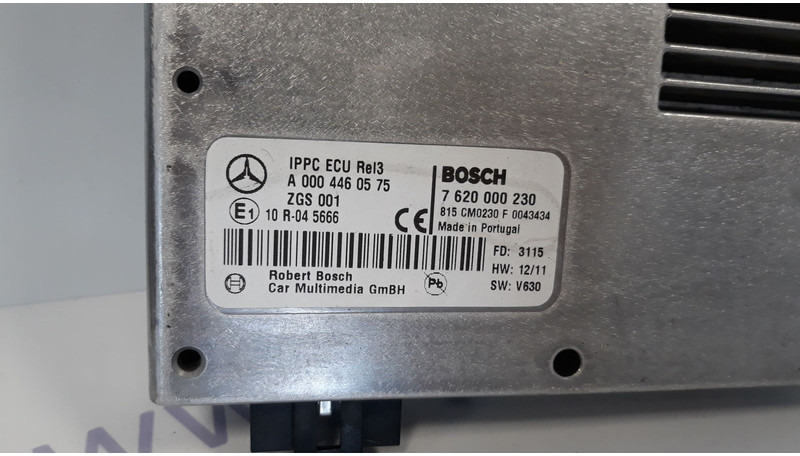 IPPC ECU Rel3
A 000 446 05 75
ZGS 001
E1 10 R-04 5666
CE
BOSCH
7 620 000 230
815 CM0230 F 0043434
Made in Portugal
FD: 3115
HW: 12/11
SW: V630
Robert Bosch
Car Multimedia GmBH
Pb